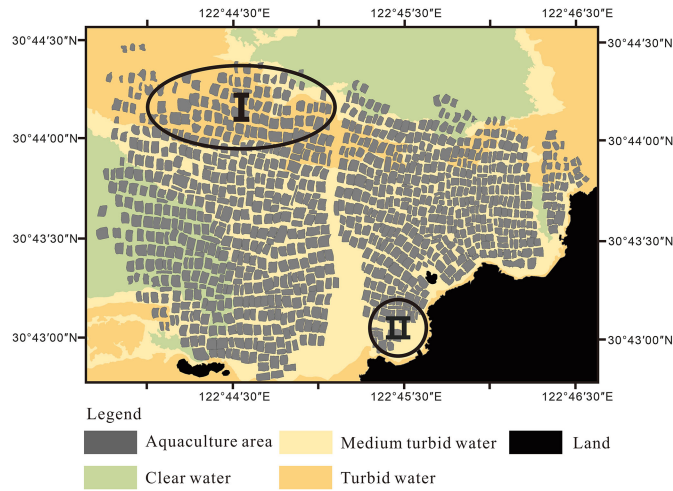 122°44′30″E 122°45′30″E 122°46′30″E
30°44′30″N 30°44′30″N
I
30°44′00″N 30°44′00″N
30°43′30″N 30°43′30″N
II
30°43′00″N 30°43′00″N
122°44′30″E 122°45′30″E 122°46′30″E
Legend
Aquaculture area Medium turbid water Land
Clear water Turbid water